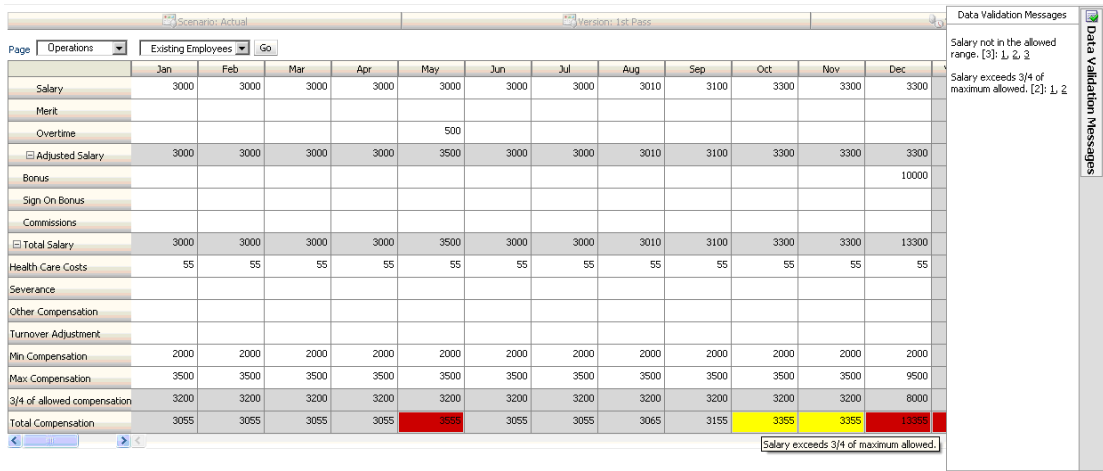 Scenario: Actual Version: 1st Pass
Data Validation Messages
Page Operations Existing Employees Go
Salary not in the allowed
range. [3]: 1, 2, 3
Salary exceeds 3/4 of
maximum allowed. [2]: 1, 2
Data Validation Messages
Jan Feb Mar Apr May Jun Jul Aug Sep Oct Nov Dec
Salary 3000 3000 3000 3000 3000 3000 3000 3010 3100 3300 3300 3300
Merit
Overtime 500
Adjusted Salary 3000 3000 3000 3000 3500 3000 3000 3010 3100 3300 3300 3300
Bonus 10000
Sign On Bonus
Commissions
Total Salary 3000 3000 3000 3000 3500 3000 3000 3010 3100 3300 3300 13300
Health Care Costs 55 55 55 55 55 55 55 55 55 55 55 55
Severance
Other Compensation
Turnover Adjustment
Min Compensation 2000 2000 2000 2000 2000 2000 2000 2000 2000 2000 2000 2000
Max Compensation 3500 3500 3500 3500 3500 3500 3500 3500 3500 3500 3500 9500
3/4 of allowed compensation 3200 3200 3200 3200 3200 3200 3200 3200 3200 3200 3200 8000
Total Compensation 3055 3055 3055 3055 3555 3055 3055 3065 3155 3355 3355 13355
Salary exceeds 3/4 of maximum allowed.